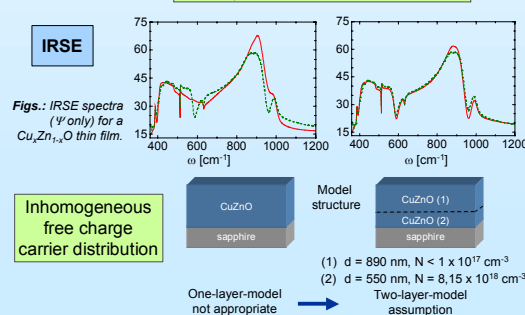 IRSE
Figs.: IRSE spectra
(Ψ only) for a
CuxZn1-xO thin film.
75
60
45
30
15
400 600 800 1000 1200
ω [cm-1]
75
60
45
30
15
400 600 800 1000 1200
ω [cm-1]
Inhomogeneous
free charge
carrier distribution
CuZnO
sapphire
Model
structure
CuZnO (1)
CuZnO (2)
sapphire
(1) d = 890 nm, N < 1 x 10^17 cm-3
(2) d = 550 nm, N = 8,15 x 10^18 cm-3
One-layer-model
not appropriate
Two-layer-model
assumption